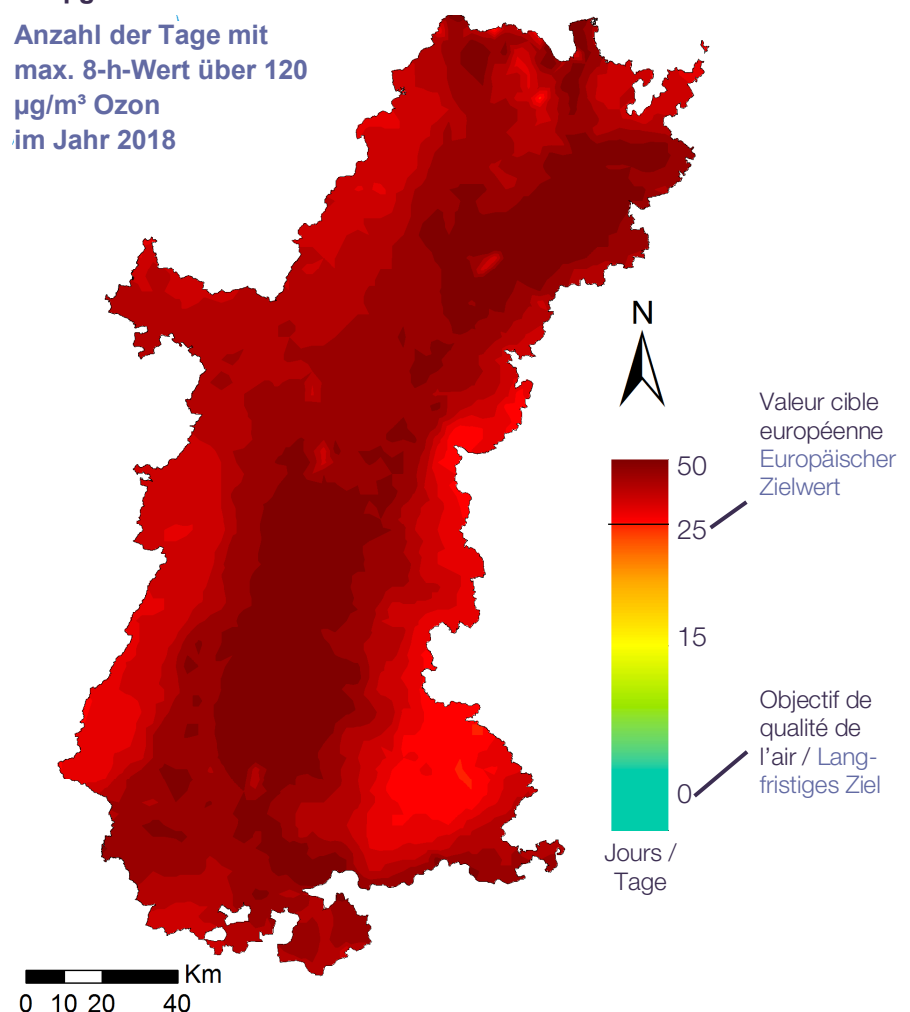 Anzahl der Tage mit
max. 8-h-Wert über 120
µg/m³ Ozon
im Jahr 2018
N
Valeur cible
européenne
Europäischer
Zielwert
50
25
15
Objectif de
qualité de
l'air / Lang-
fristiges Ziel
0
Jours /
Tage
Km
0 10 20 40